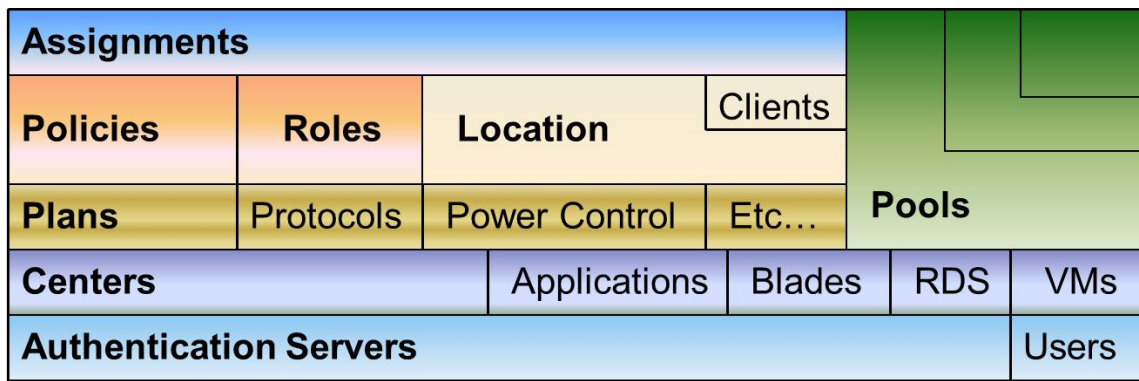 Assignments
Policies
Roles
Location
Clients
Plans
Protocols
Power Control
Etc…
Pools
Centers
Applications
Blades
RDS
VMs
Authentication Servers
Users